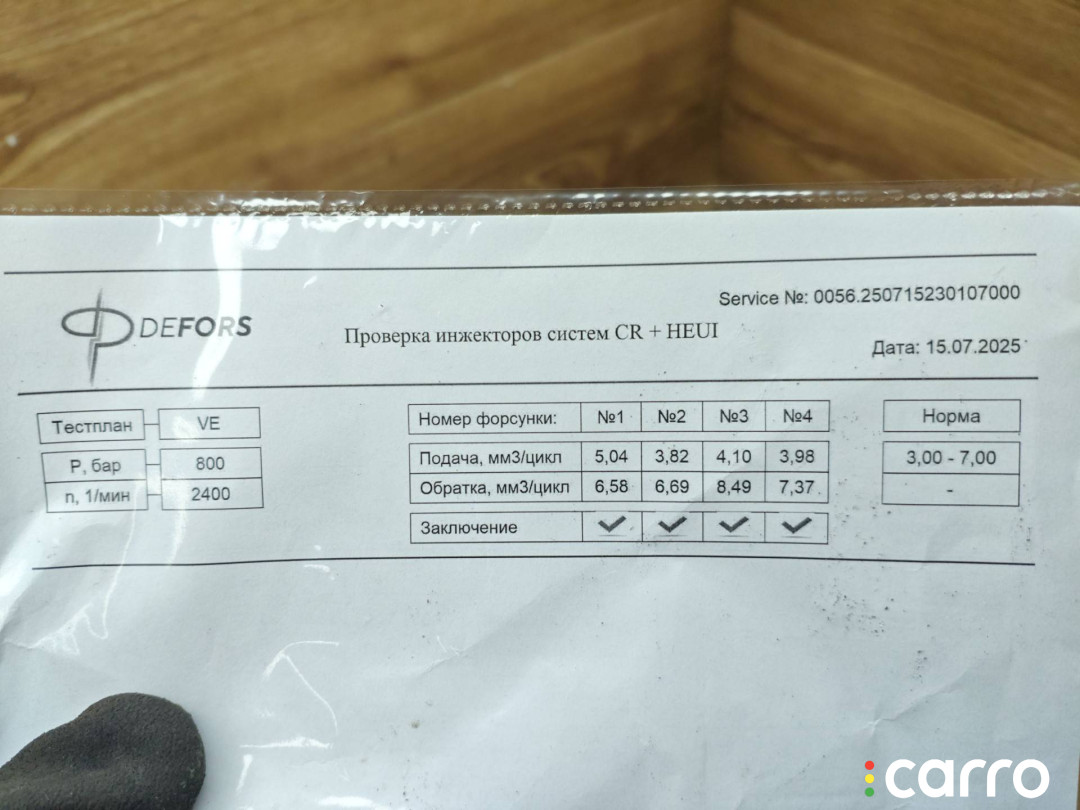 Service №: 0056.250715230107000
DEFORS
Проверка инжекторов систем CR + HEUI
Дата: 15.07.2025
Тестплан VE
Номер форсунки: №1 №2 №3 №4 Норма
P, бар 800
Подача, мм3/цикл 5,04 3,82 4,10 3,98 3,00 - 7,00
n, 1/мин 2400
Обратка, мм3/цикл 6,58 6,69 8,49 7,37 -
Заключение
carro